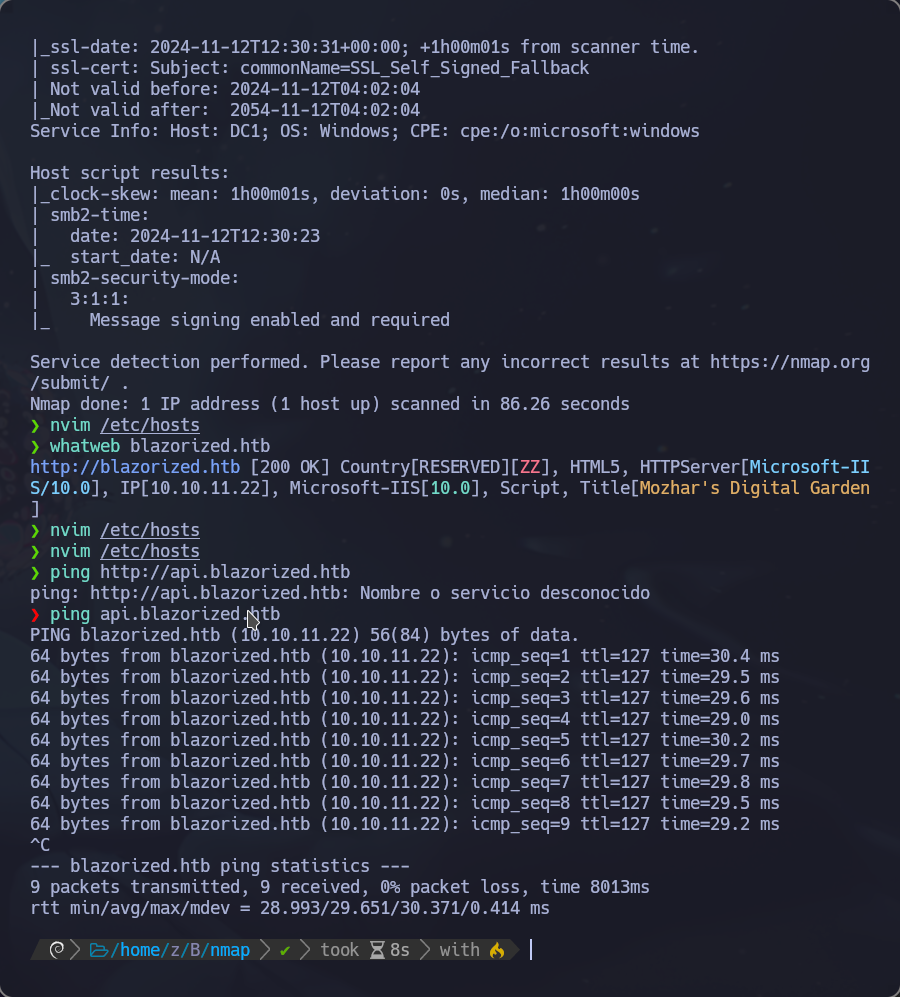 |_ssl-date: 2024-11-12T12:30:31+00:00; +1h00m01s from scanner time.
| ssl-cert: Subject: commonName=SSL_Self_Signed_Fallback
| Not valid before: 2024-11-12T04:02:04
|_Not valid after:  2054-11-12T04:02:04
Service Info: Host: DC1; OS: Windows; CPE: cpe:/o:microsoft:windows

Host script results:
|_clock-skew: mean: 1h00m01s, deviation: 0s, median: 1h00m00s
| smb2-time:
|   date: 2024-11-12T12:30:23
|_  start_date: N/A
| smb2-security-mode:
|   3:1:1:
|_    Message signing enabled and required

Service detection performed. Please report any incorrect results at https://nmap.org
/submit/ .
Nmap done: 1 IP address (1 host up) scanned in 86.26 seconds
❯ nvim /etc/hosts
❯ whatweb blazorized.htb
http://blazorized.htb [200 OK] Country[RESERVED][ZZ], HTML5, HTTPServer[Microsoft-II
S/10.0], IP[10.10.11.22], Microsoft-IIS[10.0], Script, Title[Mozhar's Digital Garden
]
❯ nvim /etc/hosts
❯ nvim /etc/hosts
❯ ping http://api.blazorized.htb
ping: http://api.blazorized.htb: Nombre o servicio desconocido
❯ ping api.blazorized.htb
PING blazorized.htb (10.10.11.22) 56(84) bytes of data.
64 bytes from blazorized.htb (10.10.11.22): icmp_seq=1 ttl=127 time=30.4 ms
64 bytes from blazorized.htb (10.10.11.22): icmp_seq=2 ttl=127 time=29.5 ms
64 bytes from blazorized.htb (10.10.11.22): icmp_seq=3 ttl=127 time=29.6 ms
64 bytes from blazorized.htb (10.10.11.22): icmp_seq=4 ttl=127 time=29.0 ms
64 bytes from blazorized.htb (10.10.11.22): icmp_seq=5 ttl=127 time=30.2 ms
64 bytes from blazorized.htb (10.10.11.22): icmp_seq=6 ttl=127 time=29.7 ms
64 bytes from blazorized.htb (10.10.11.22): icmp_seq=7 ttl=127 time=29.8 ms
64 bytes from blazorized.htb (10.10.11.22): icmp_seq=8 ttl=127 time=29.5 ms
64 bytes from blazorized.htb (10.10.11.22): icmp_seq=9 ttl=127 time=29.2 ms
^C
--- blazorized.htb ping statistics ---
9 packets transmitted, 9 received, 0% packet loss, time 8013ms
rtt min/avg/max/mdev = 28.993/29.651/30.371/0.414 ms

/home/z/B/nmap ✔ took 8s with